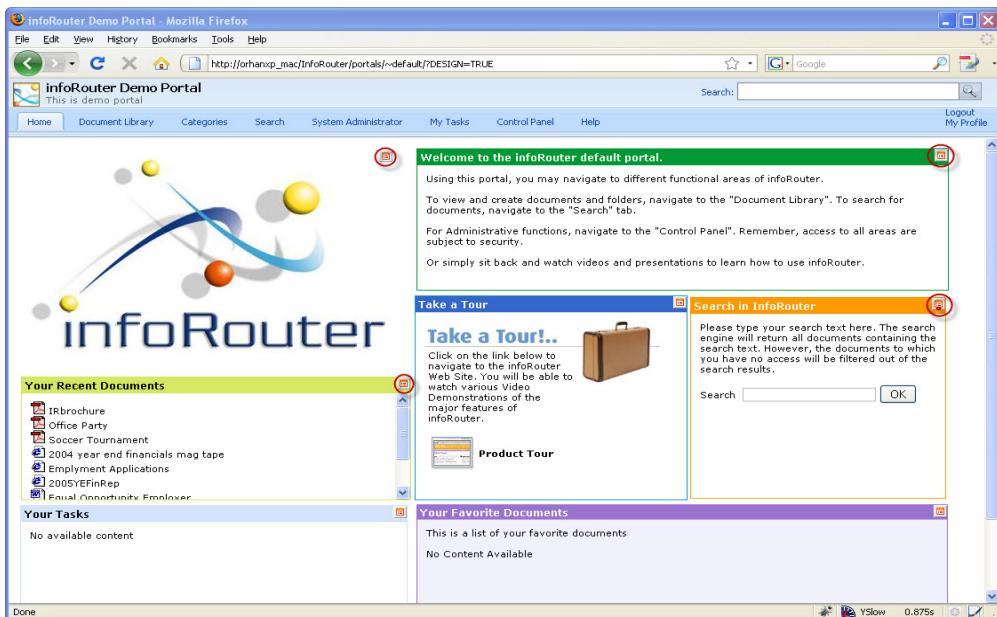 infoRouter Demo Portal - Mozilla Firefox
File Edit View History Bookmarks Tools Help
http://orhanxp_mac/InfoRouter/portals/~default/?DESIGN=TRUE
G Google
infoRouter Demo Portal
This is demo portal
Search:
Home Document Library Categories Search System Administrator My Tasks Control Panel Help
Logout
My Profile
infoRouter
Welcome to the infoRouter default portal.
Using this portal, you may navigate to different functional areas of infoRouter.
To view and create documents and folders, navigate to the "Document Library". To search for
documents, navigate to the "Search" tab.
For Administrative functions, navigate to the "Control Panel". Remember, access to all areas are
subject to security.
Or simply sit back and watch videos and presentations to learn how to use infoRouter.
Take a Tour
Take a Tour!..
Click on the link below to
navigate to the infoRouter
Web Site. You will be able to
watch various Video
Demonstrations of the
major features of
infoRouter.
Product Tour
Search in InfoRouter
Please type your search text here. The search
engine will return all documents containing the
search text. However, the documents to which
you have no access will be filtered out of the
search results.
Search OK
Your Recent Documents
IRbrochure
Office Party
Soccer Tournament
2004 year end financials mag tape
Emplyment Applications
2005YEFinRep
Equal Opportunity Employer
Your Tasks
No available content
Your Favorite Documents
This is a list of your favorite documents
No Content Available
Done
YSlow 0.875s